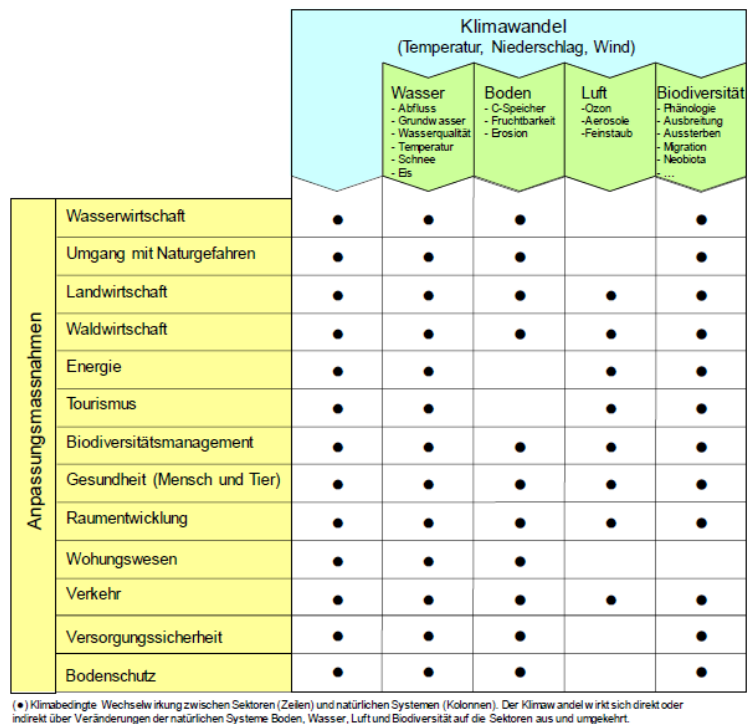 Klimawandel
(Temperatur, Niederschlag, Wind)
Wasser
- Abfluss
- Grundwasser
- Wasserqualität
- Temperatur
- Schnee
- Eis
Boden
- C-Speicher
- Fruchtbarkeit
- Erosion
Luft
-Ozon
-Aerosole
-Feinstaub
Biodiversität
- Phänologie
- Ausbreitung
- Aussterben
- Migration
- Neobiota
- ...
Anpassungsmassnahmen
Wasserwirtschaft ● ● ● ●
Umgang mit Naturgefahren ● ● ● ●
Landwirtschaft ● ● ● ● ●
Waldwirtschaft ● ● ● ● ●
Energie ● ● ● ●
Tourismus ● ● ● ●
Biodiversitätsmanagement ● ● ● ● ●
Gesundheit (Mensch und Tier) ● ● ● ● ●
Raumentwicklung ● ● ● ● ●
Wohungswesen ● ● ●
Verkehr ● ● ● ● ●
Versorgungssicherheit ● ● ● ●
Bodenschutz ● ● ● ●
(●) Klimabedingte Wechselwirkung zwischen Sektoren (Zeilen) und natürlichen Systemen (Kolonnen). Der Klimawandel wirkt sich direkt oder
indirekt über Veränderungen der natürlichen Systeme Boden, Wasser, Luft und Biodiversität auf die Sektoren aus und umgekehrt.